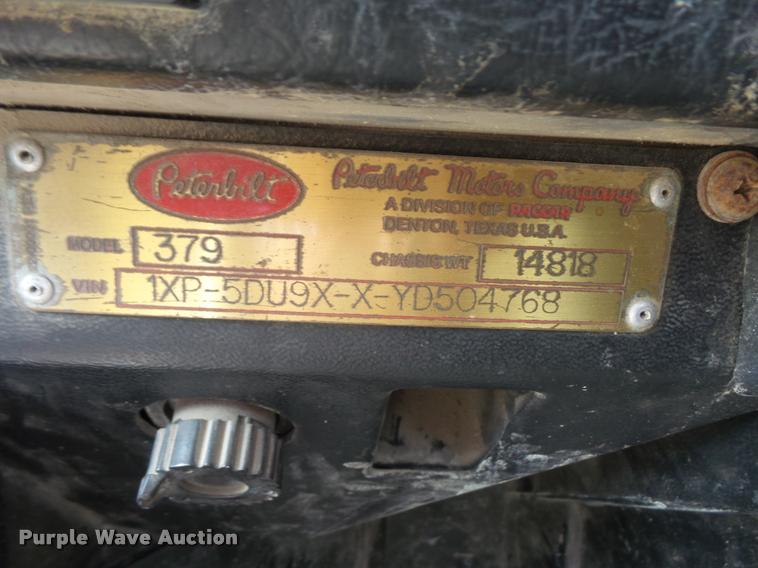 Peterbilt
Peterbilt Motors Company
A DIVISION OF PACCAR
DENTON, TEXAS U.S.A.
MODEL 379
CHASSIS WT 14818
VIN 1XP-5DU9X-X-YD504768
Purple Wave Auction®